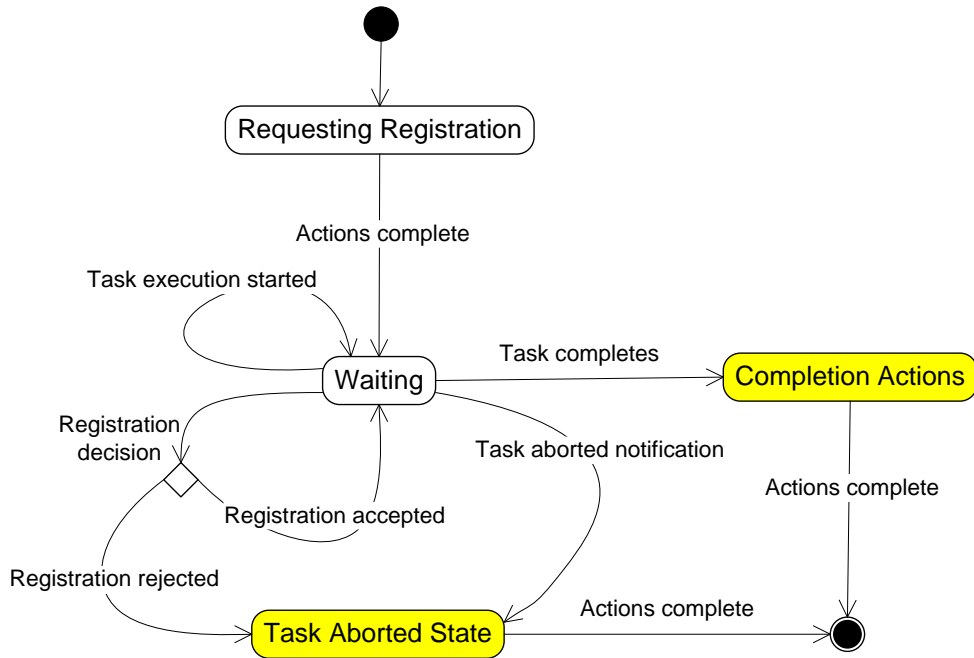 Requesting Registration
Actions complete
Task execution started
Waiting
Task completes
Completion Actions
Registration
decision
Task aborted notification
Actions complete
Registration accepted
Registration rejected
Task Aborted State
Actions complete